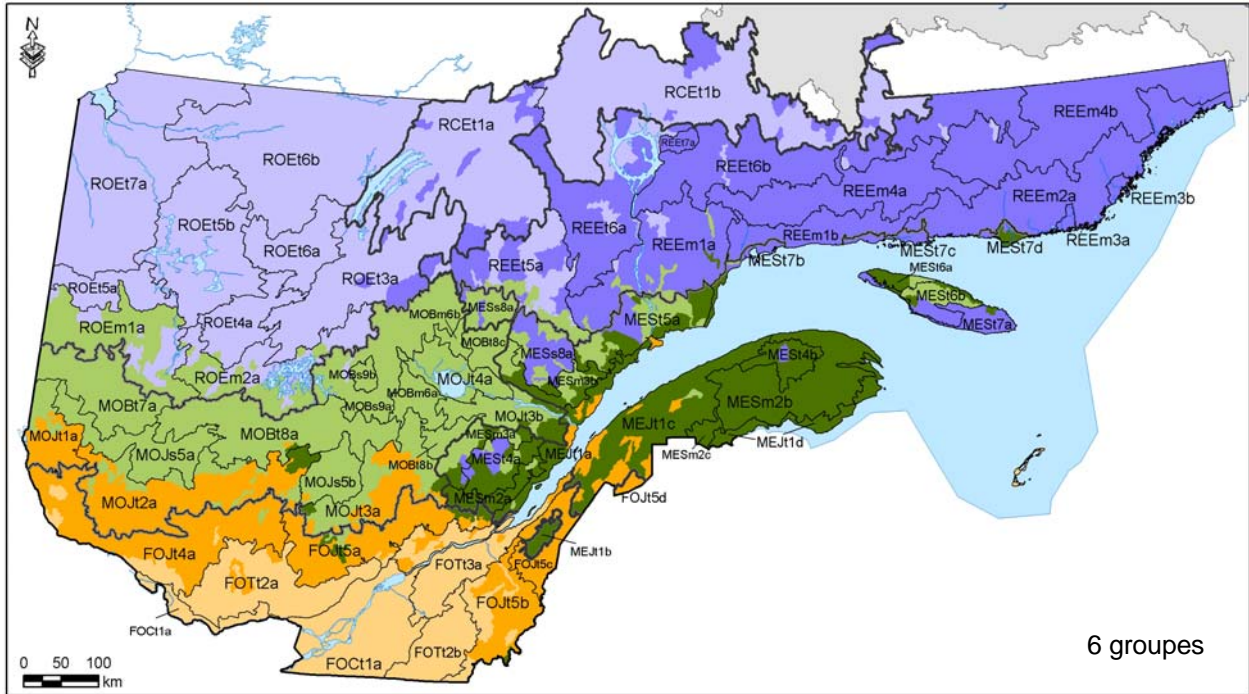 N
RCEt1b
RCEt1a
REEm4b
REEt7a
ROEt6b
REEt6b
ROEt7a
REEm4a
REEm2a
ROEt5b
REEm3b
REEt6a
REEm1a
REEm1b
ROEt6a
REEm3a
MESt7c
MESt7d
MESt7b
ROEt3a
REEt5a
MESt6a
ROEt5a
MESt6b
MESs8a
MOBm6b
MESt5a
ROEt4a
ROEm1a
MESt7a
MOBt8c
MESs8a
MESt4b
ROEm2a
MOBs9b
MOJt4a
MESm3b
MOBm6a
MESm2b
MOBt7a
MOBs9a
MOJt3b
MEJt1c
MOJt1a
MOBt8a
MESm3a
MEJt1d
MOJs5a
MEJt1a
MESm2c
MESt4a
MOBt8b
MOJs5b
FOJt5d
MOJt2a
MESm2a
MOJt3a
FOJt4a
FOJt5a
MEJt1b
FOTt3a
FOJt5c
FOTt2a
FOJt5b
FOCt1a
FOCt1a
FOTt2b
6 groupes
0 50 100
km